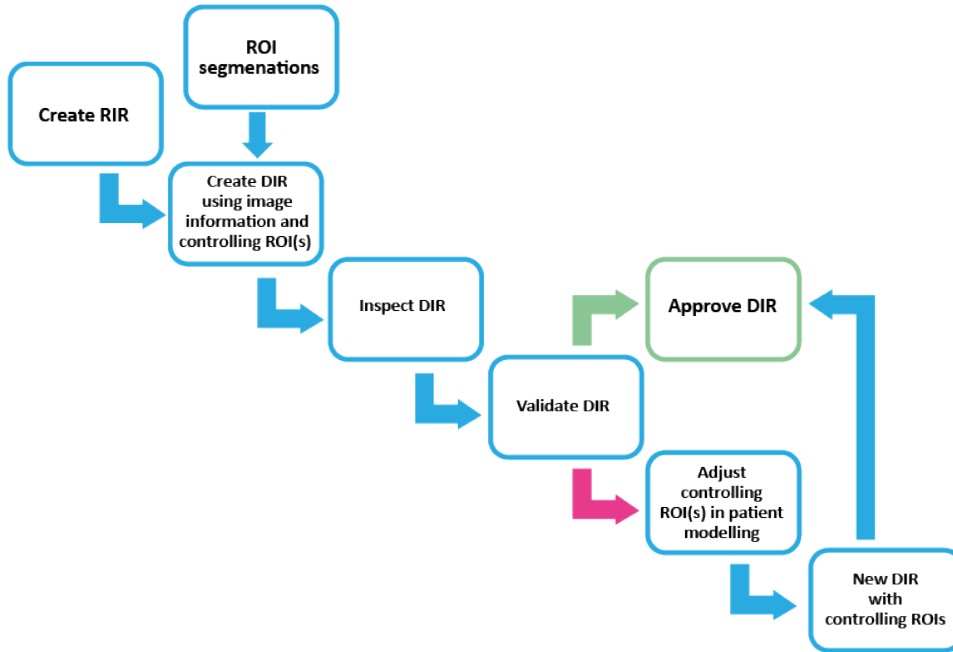 ROI
segmenations
Create RIR
Create DIR
using image
information and
controlling ROI(s)
Inspect DIR
Approve DIR
Validate DIR
Adjust
controlling
ROI(s) in patient
modelling
New DIR
with
controlling ROIs